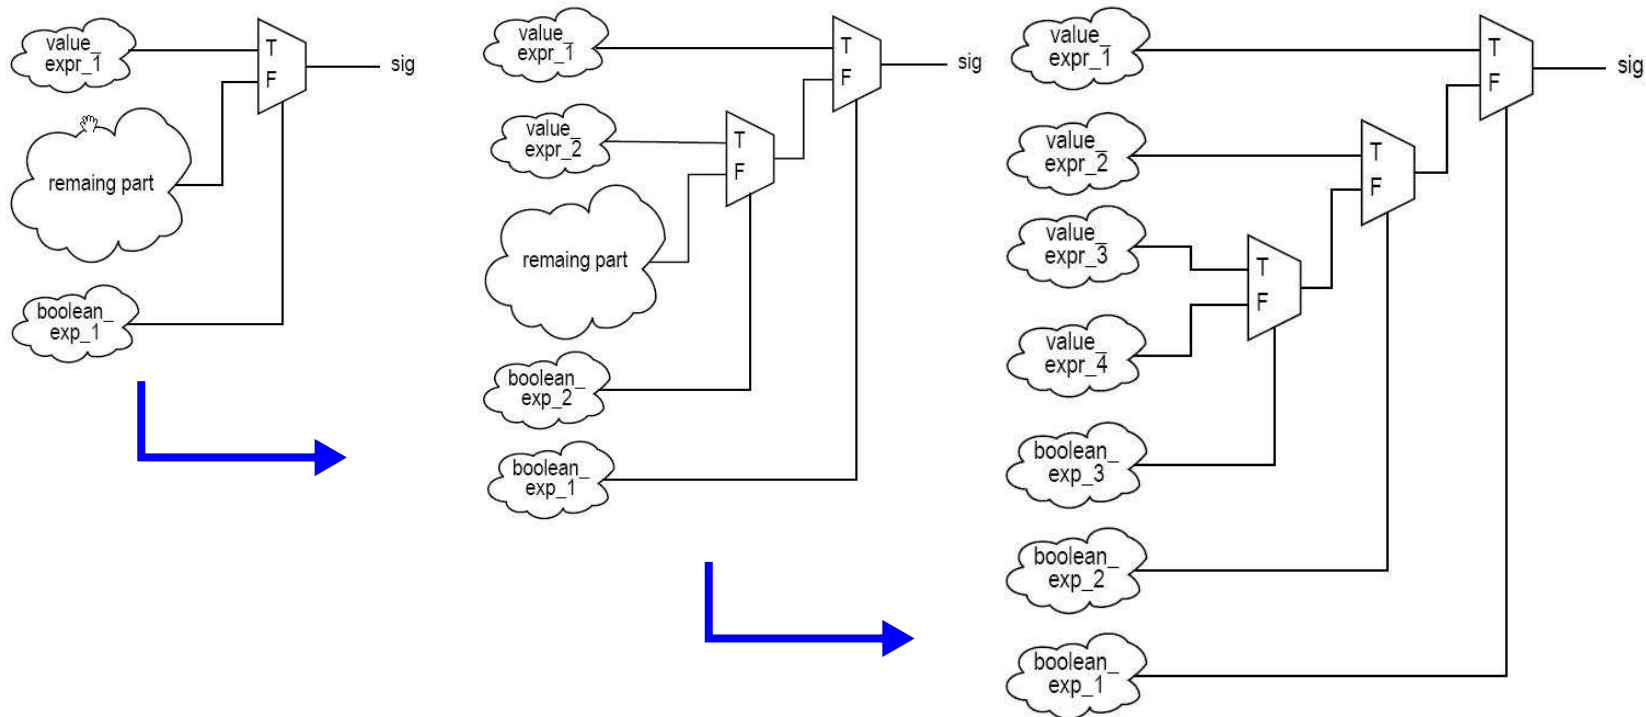 value_
expr_1
T
F
sig
remaing part
boolean_
exp_1
value_
expr_1
T
F
sig
value_
expr_2
T
F
remaing part
boolean_
exp_2
boolean_
exp_1
value_
expr_1
T
F
sig
value_
expr_2
T
F
value_
expr_3
T
F
value_
expr_4
boolean_
exp_3
boolean_
exp_2
boolean_
exp_1